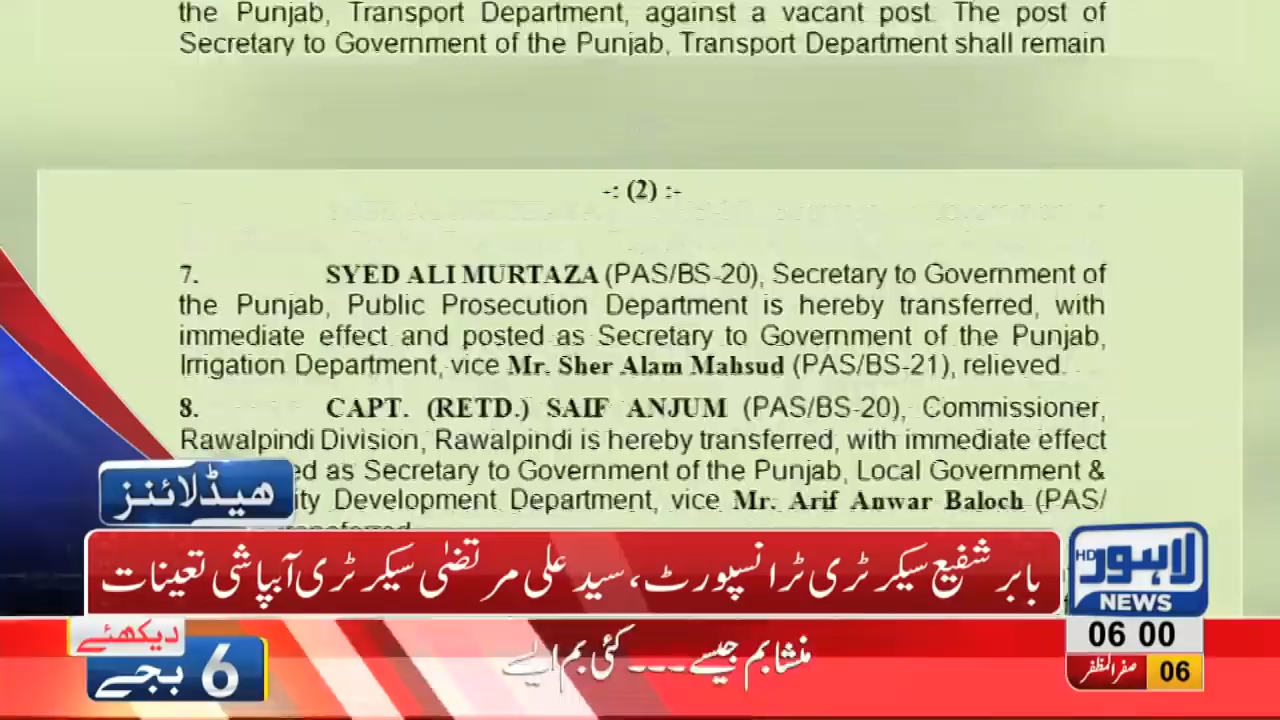 the Punjab, Transport Department, against a vacant post. The post of
Secretary to Government of the Punjab, Transport Department shall remain
-: (2) :-
7. SYED ALI MURTAZA (PAS/BS-20), Secretary to Government of
the Punjab, Public Prosecution Department is hereby transferred, with
immediate effect and posted as Secretary to Government of the Punjab,
Irrigation Department, vice Mr. Sher Alam Mahsud (PAS/BS-21), relieved.
8. CAPT. (RETD.) SAIF ANJUM (PAS/BS-20), Commissioner,
Rawalpindi Division, Rawalpindi is hereby transferred, with immediate effect
ed as Secretary to Government of the Punjab, Local Government &
ity Development Department, vice Mr. Arif Anwar Baloch (PAS/
ہیڈلائنز
بابر شفیع سیکرٹری ٹرانسپورٹ، سید علی مرتضیٰ سیکرٹری آبپاشی تعینات
لاہور HD
NEWS
06 00
صفر المظفر 06
دیکھئے
6 بجے
منشا بم جیسے ۔۔۔ کئی بم ایسے